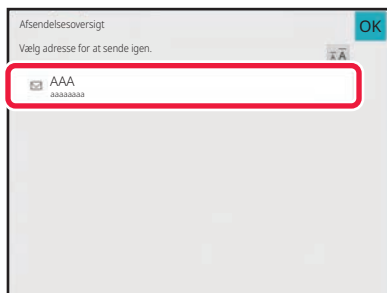 Afsendelsesoversigt
OK
Vælg adresse for at sende igen.
AAA
aaaaaaaa